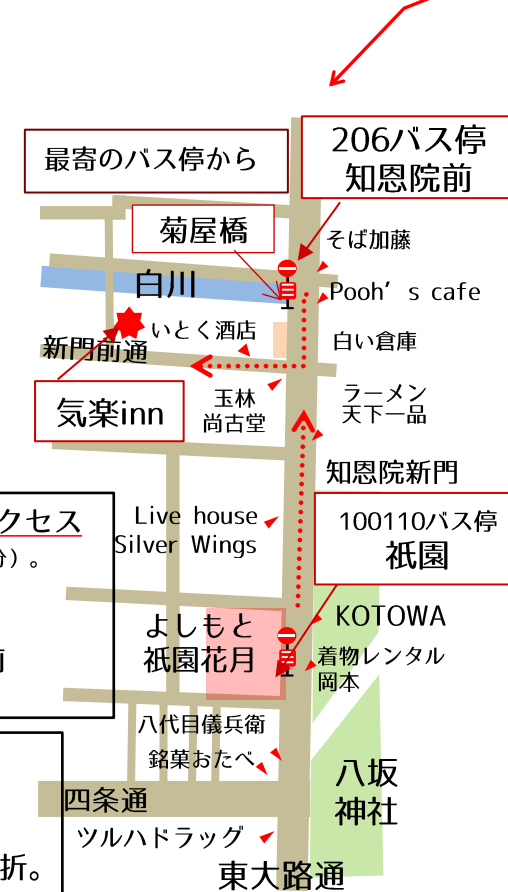 206バス停
知恩院前
最寄のバス停から
菊屋橋
そば加藤
白川
Pooh’s cafe
いとく酒店
白い倉庫
新門前通
玉林
尚古堂
ラーメン
天下一品
気楽inn
知恩院新門
クセス
分）。
Live house
Silver Wings
100110バス停
祇園
よしもと
祇園花月
KOTOWA
着物レンタル
岡本
八代目儀兵衛
銘菓おたべ
八坂
神社
四条通
ツルハドラッグ
折。
東大路通